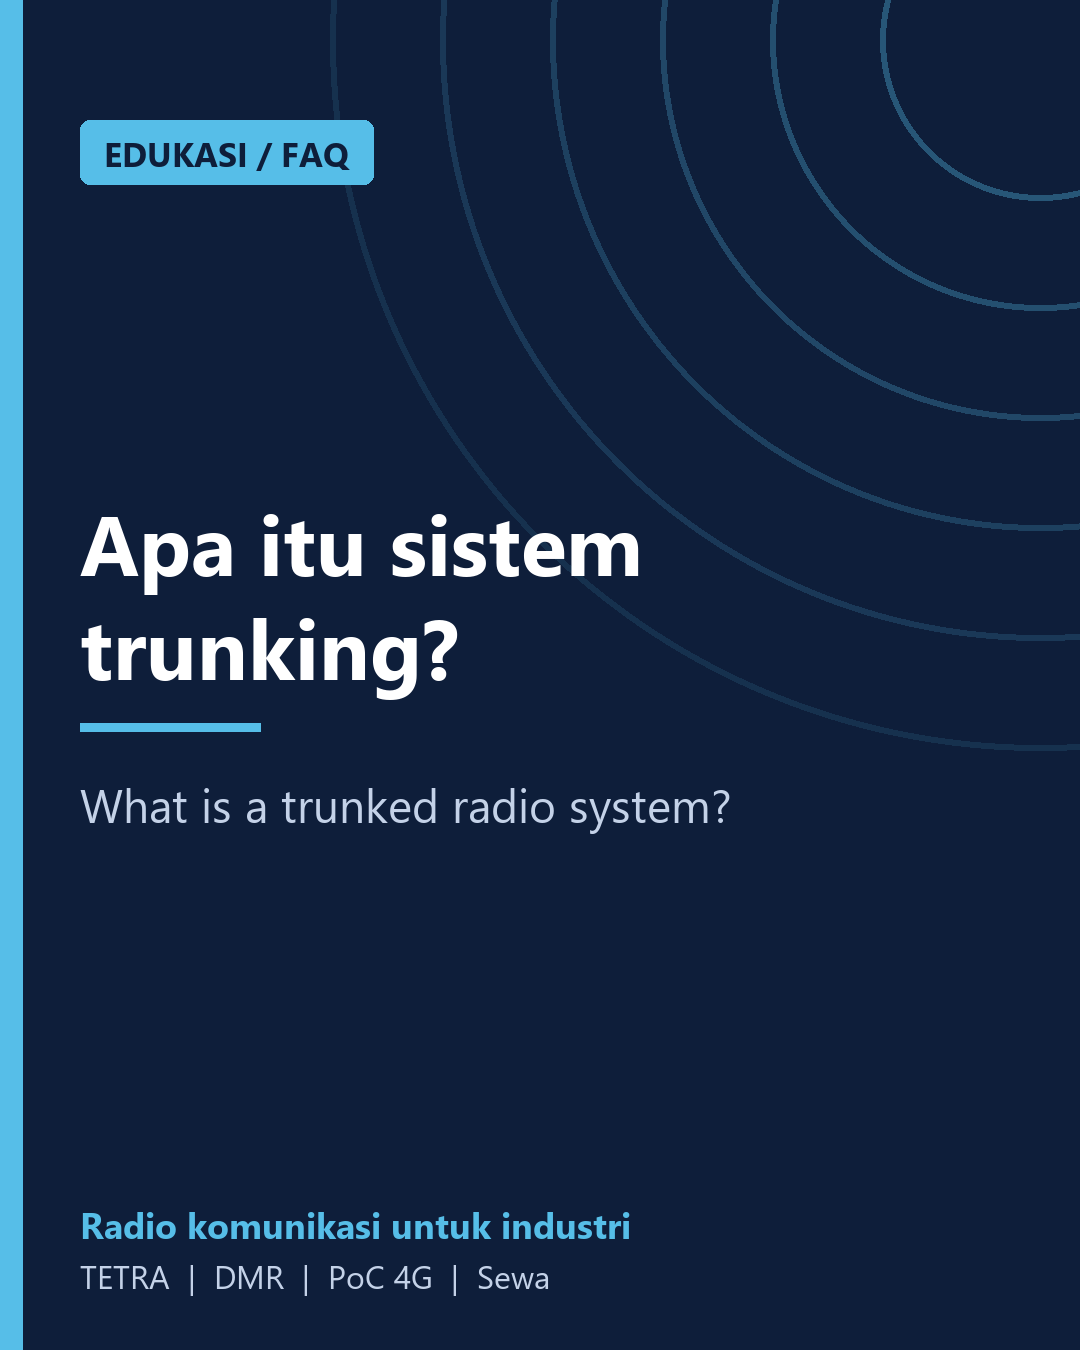 EDUKASI / FAQ
Apa itu sistem
trunking?
What is a trunked radio system?
Radio komunikasi untuk industri
TETRA | DMR | PoC 4G | Sewa